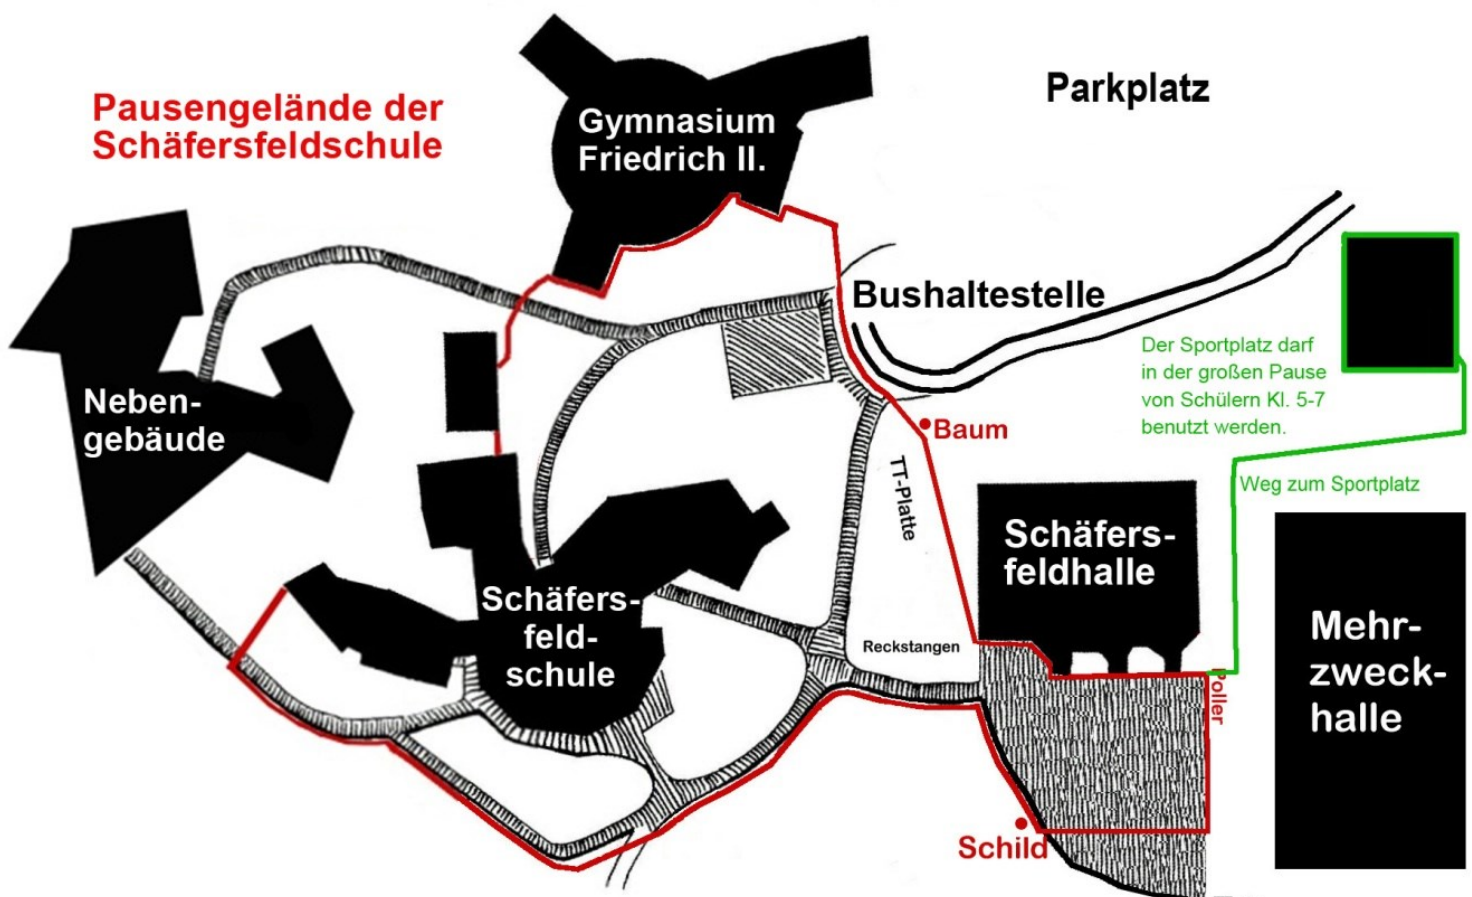 Pausengelände der
Schäfersfeldschule
Gymnasium
Friedrich II.
Parkplatz
Bushaltestelle
Der Sportplatz darf
in der großen Pause
von Schülern Kl. 5-7
benutzt werden.
Neben-
gebäude
Baum
TT-Platte
Weg zum Sportplatz
Schäfers-
feldhalle
Schäfers-
feld-
schule
Reckstangen
Poller
Mehr-
zweck-
halle
Schild